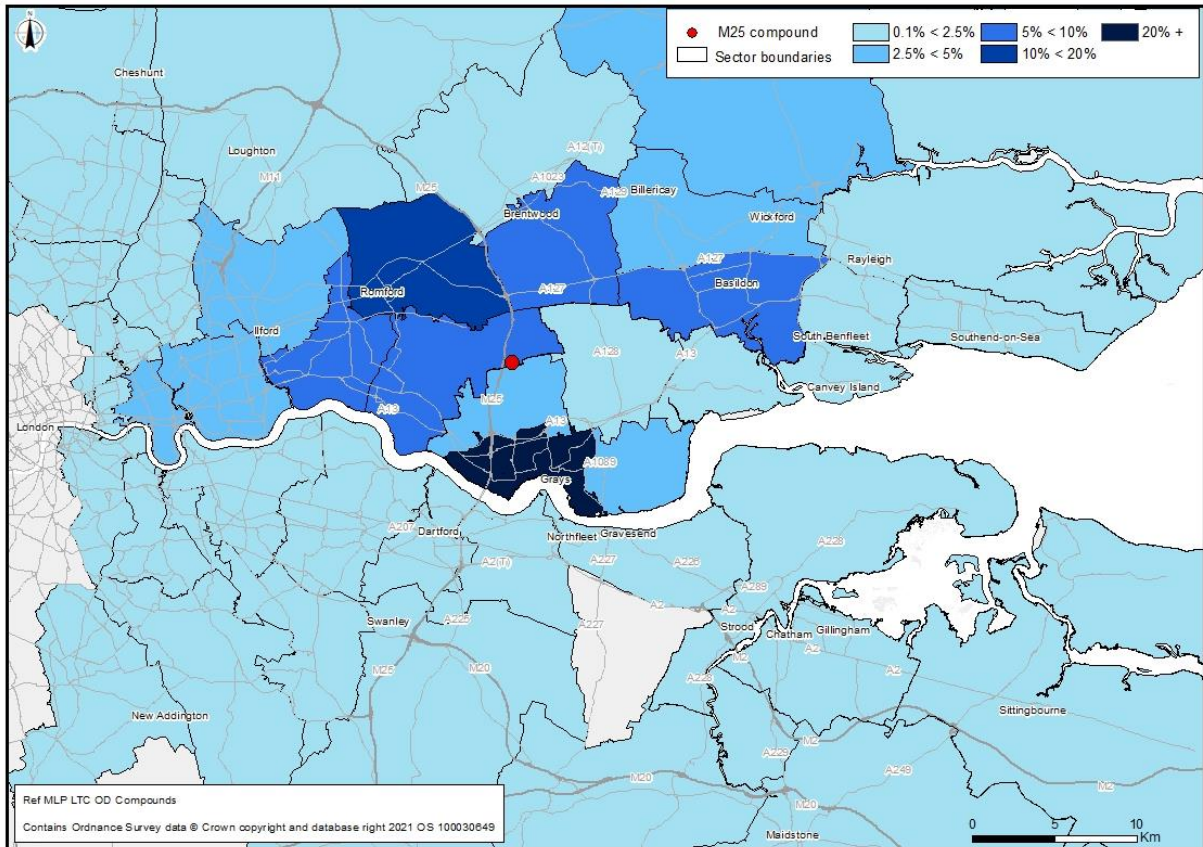 N
M25 compound
Sector boundaries
0.1% < 2.5%
2.5% < 5%
5% < 10%
10% < 20%
20% +
Cheshunt
Loughton
M11
M25
A12(T)
A1023
Brentwood
A129
Billericay
Wickford
A127
Rayleigh
Romford
A127
Basildon
Ilford
South Benfleet
Southend-on-Sea
A128
A13
Canvey Island
M25
A13
London
A13
A1089
Grays
A207
Dartford
Northfleet
Gravesend
A2(T)
A227
A226
A228
A289
A2
A2
Strood
Chatham
Gillingham
A2
A2
Swanley
A225
A227
M2
M25
M20
A228
Sittingbourne
New Addington
M2
A229
A249
M2
M20
M20
Maidstone
Ref MLP LTC OD Compounds
Contains Ordnance Survey data © Crown copyright and database right 2021 OS 100030649
0 5 10
Km